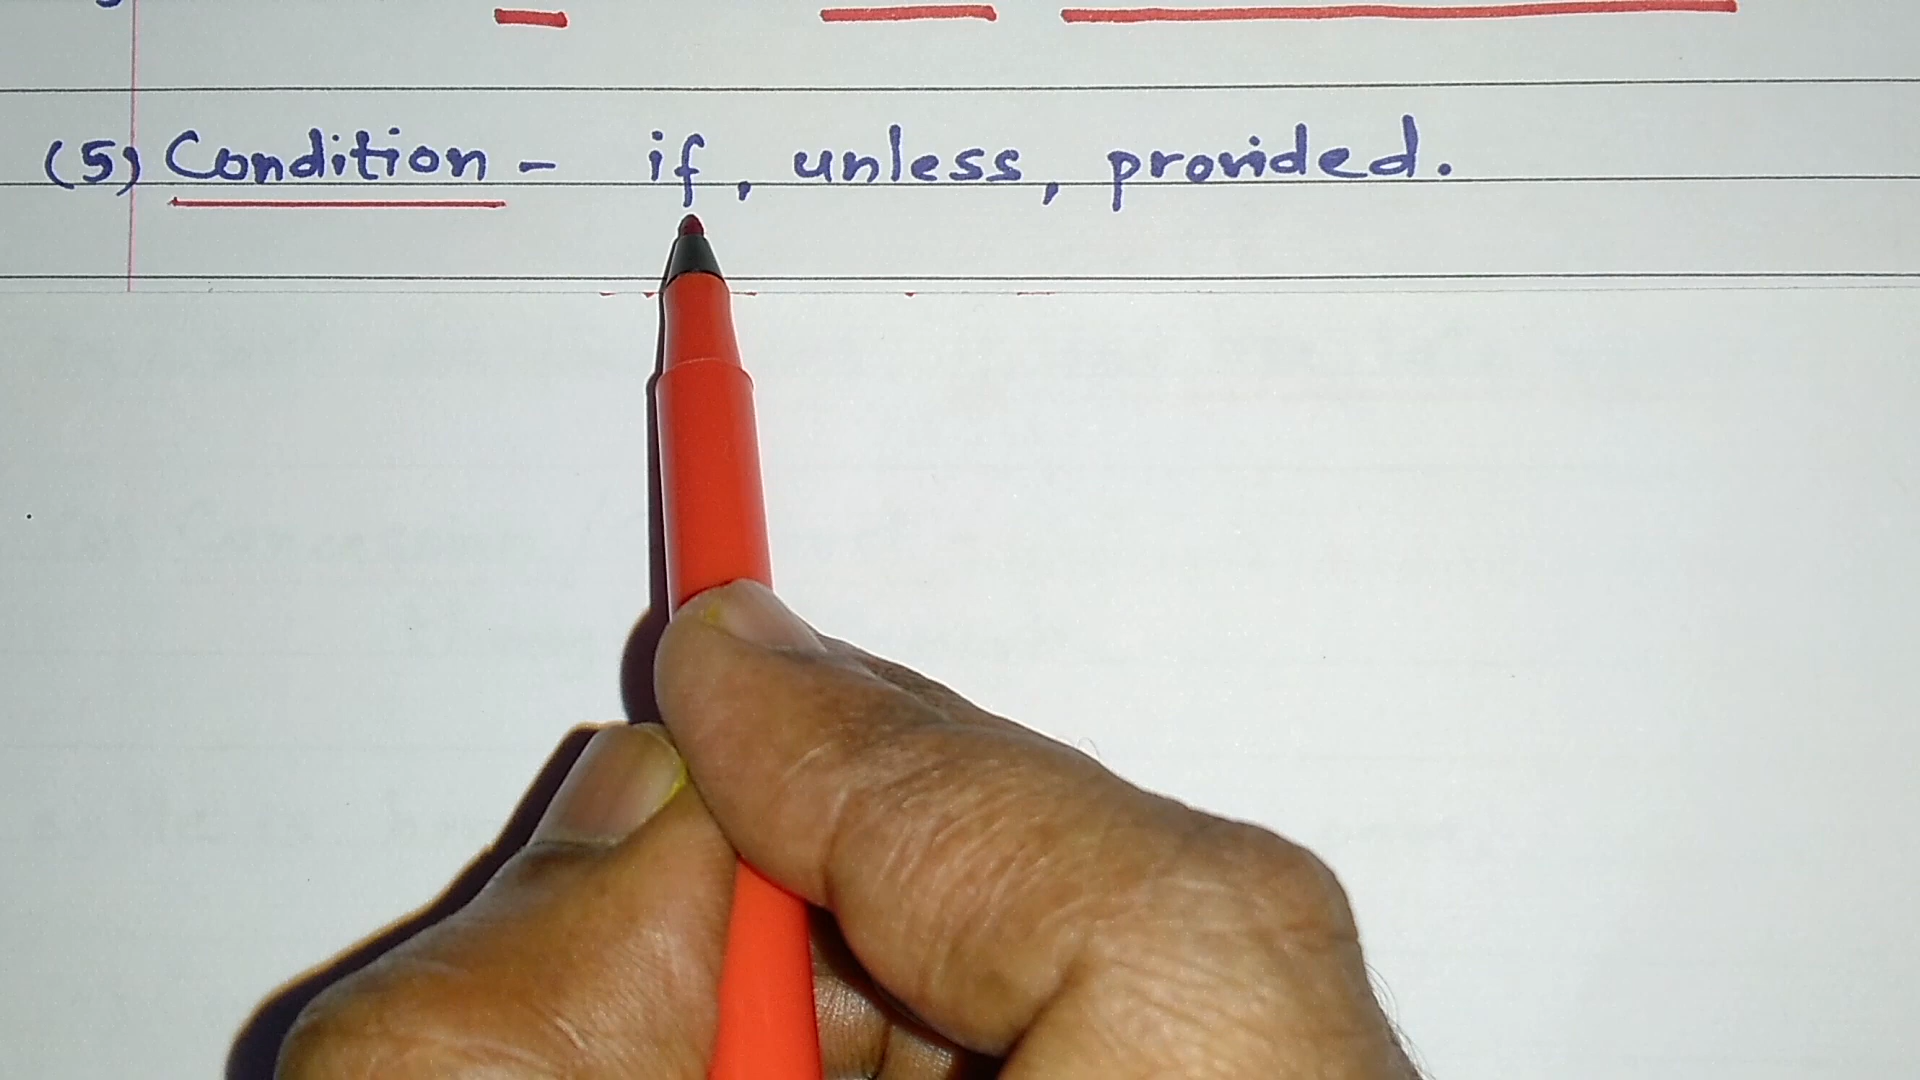 (5) Condition - if, unless, provided.